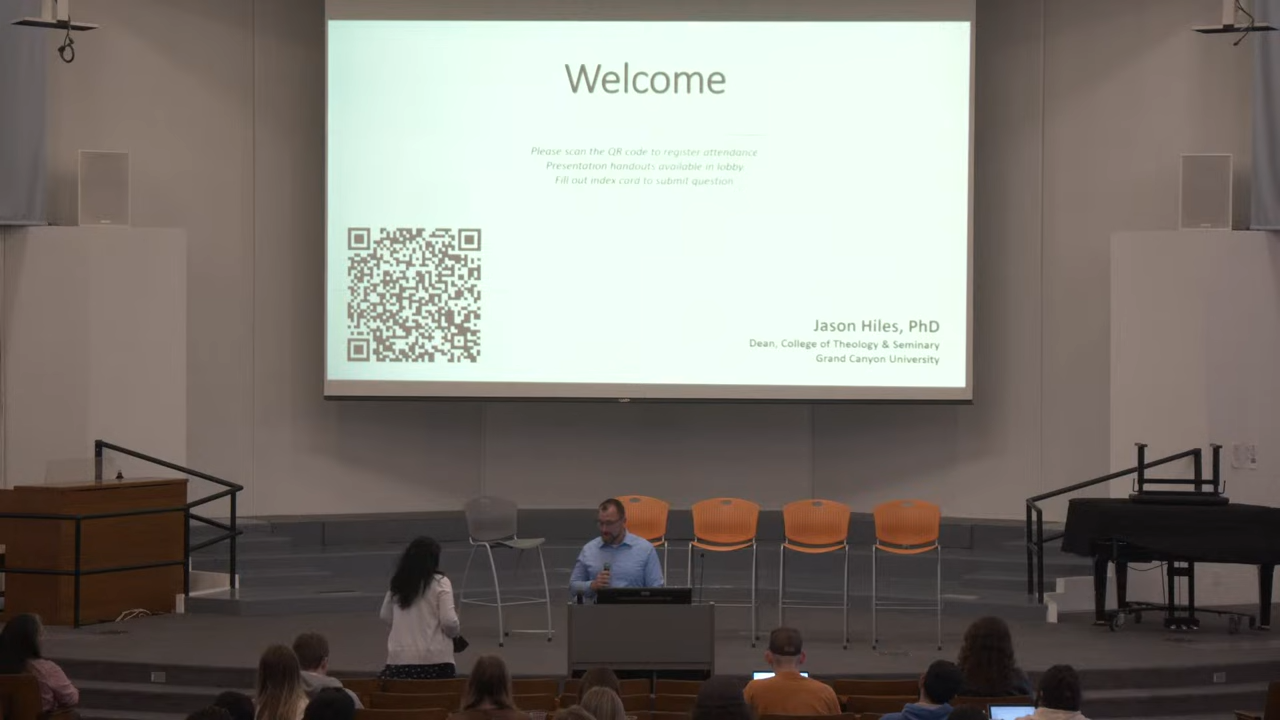 Welcome
Please scan the QR code to register attendance
Presentation handouts available in lobby
Fill out index card to submit question
Jason Hiles, PhD
Dean, College of Theology & Seminary
Grand Canyon University